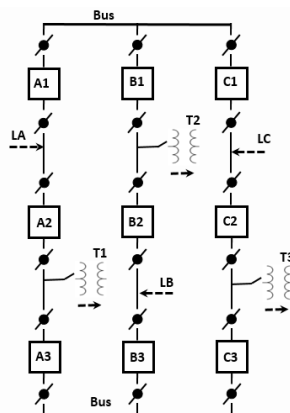 Bus
A1 B1 C1
T2
LA LC
A2 B2 C2
T1 T3
LB
A3 B3 C3
Bus